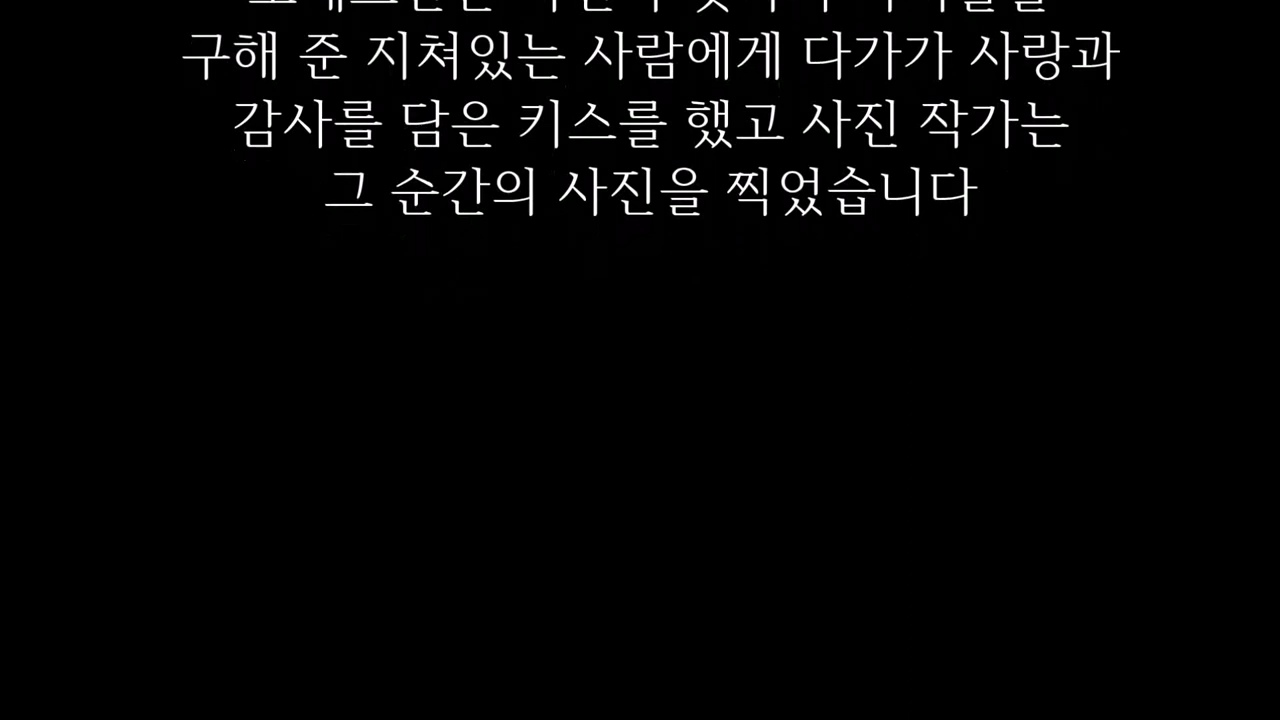 구해 준 지쳐있는 사람에게 다가가 사랑과
감사를 담은 키스를 했고 사진 작가는
그 순간의 사진을 찍었습니다